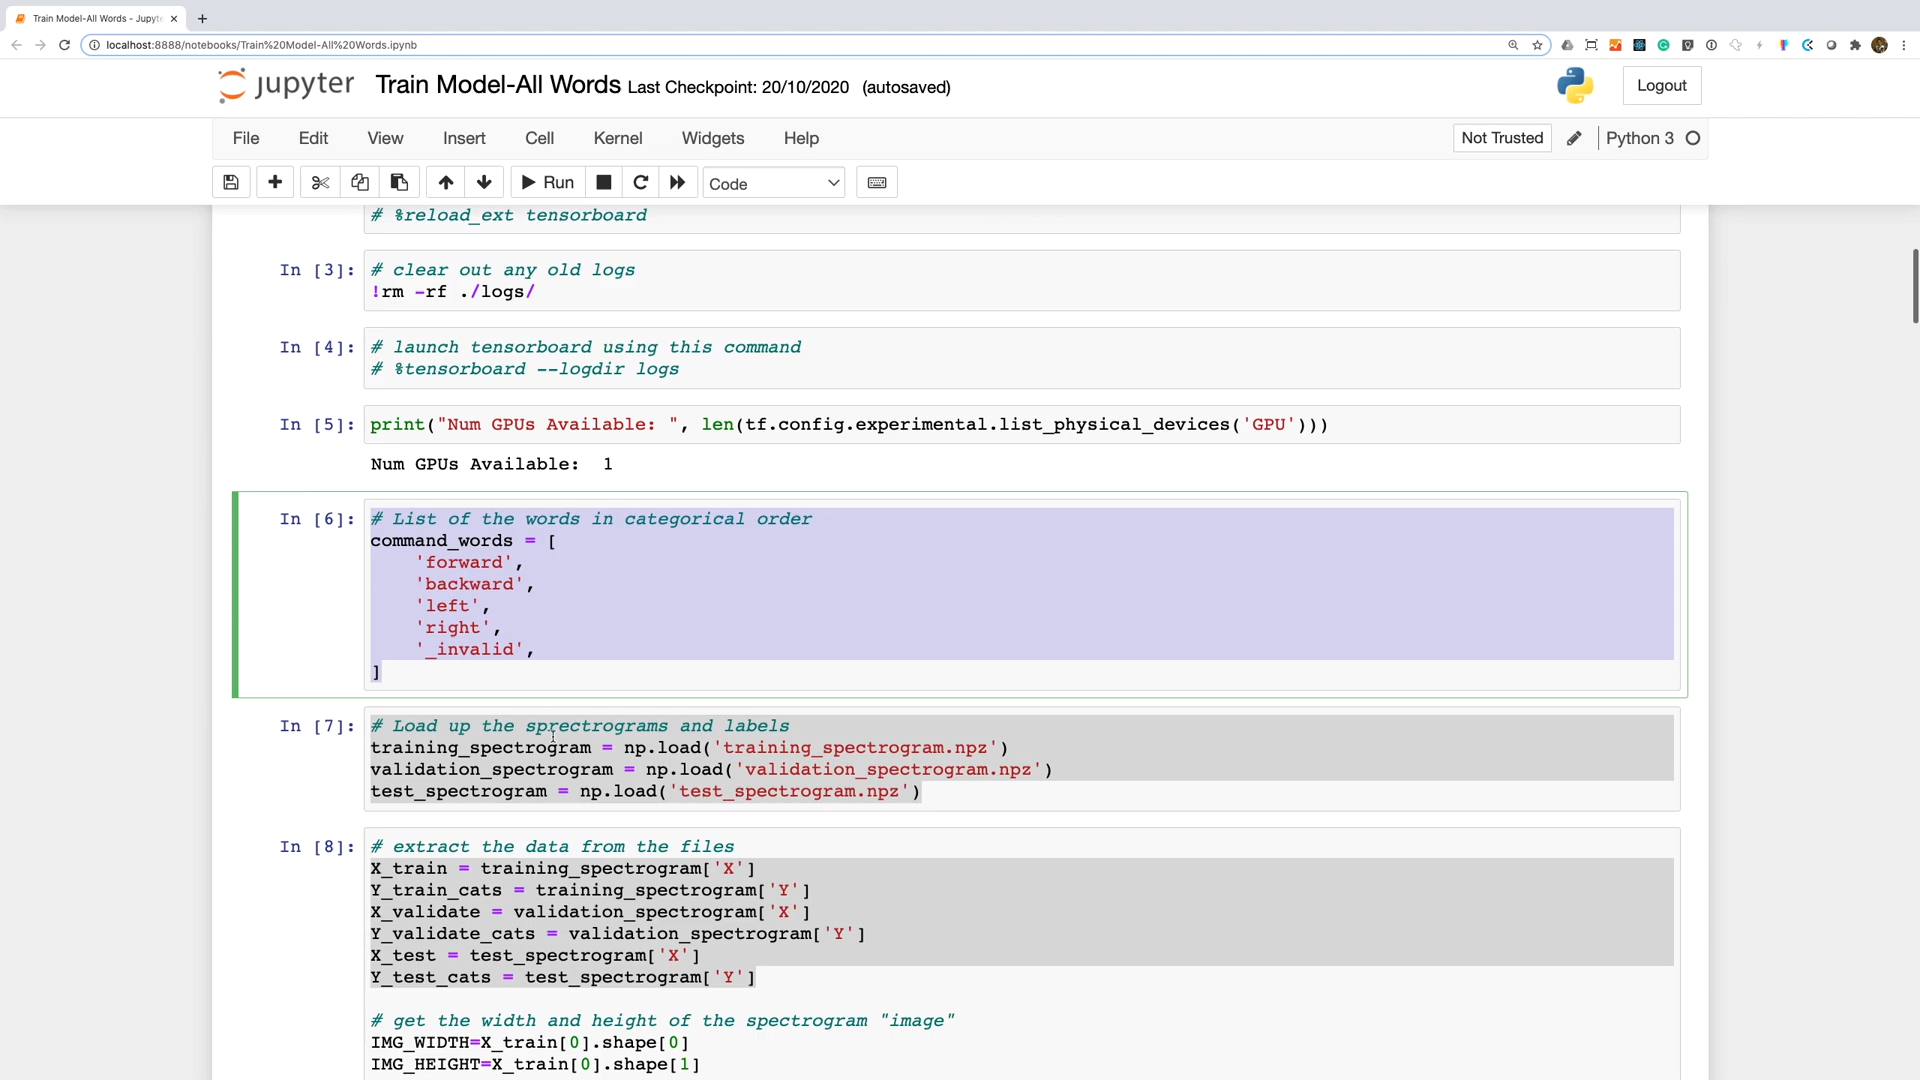 Train Model-All Words - Jupyte
localhost:8888/notebooks/Train%20Model-All%20Words.ipynb
jupyter Train Model-All Words Last Checkpoint: 20/10/2020 (autosaved)
Logout
File Edit View Insert Cell Kernel Widgets Help
Not Trusted
Python 3
Run
Code
# %reload_ext tensorboard
In [3]: # clear out any old logs
!rm -rf ./logs/
In [4]: # launch tensorboard using this command
# %tensorboard --logdir logs
In [5]: print("Num GPUs Available: ", len(tf.config.experimental.list_physical_devices('GPU')))
Num GPUs Available:  1
In [6]: # List of the words in categorical order
command_words = [
'forward',
'backward',
'left',
'right',
'_invalid',
]
In [7]: # Load up the sprectrograms and labels
training_spectrogram = np.load('training_spectrogram.npz')
validation_spectrogram = np.load('validation_spectrogram.npz')
test_spectrogram = np.load('test_spectrogram.npz')
In [8]: # extract the data from the files
X_train = training_spectrogram['X']
Y_train_cats = training_spectrogram['Y']
X_validate = validation_spectrogram['X']
Y_validate_cats = validation_spectrogram['Y']
X_test = test_spectrogram['X']
Y_test_cats = test_spectrogram['Y']
# get the width and height of the spectrogram "image"
IMG_WIDTH=X_train[0].shape[0]
IMG_HEIGHT=X_train[0].shape[1]